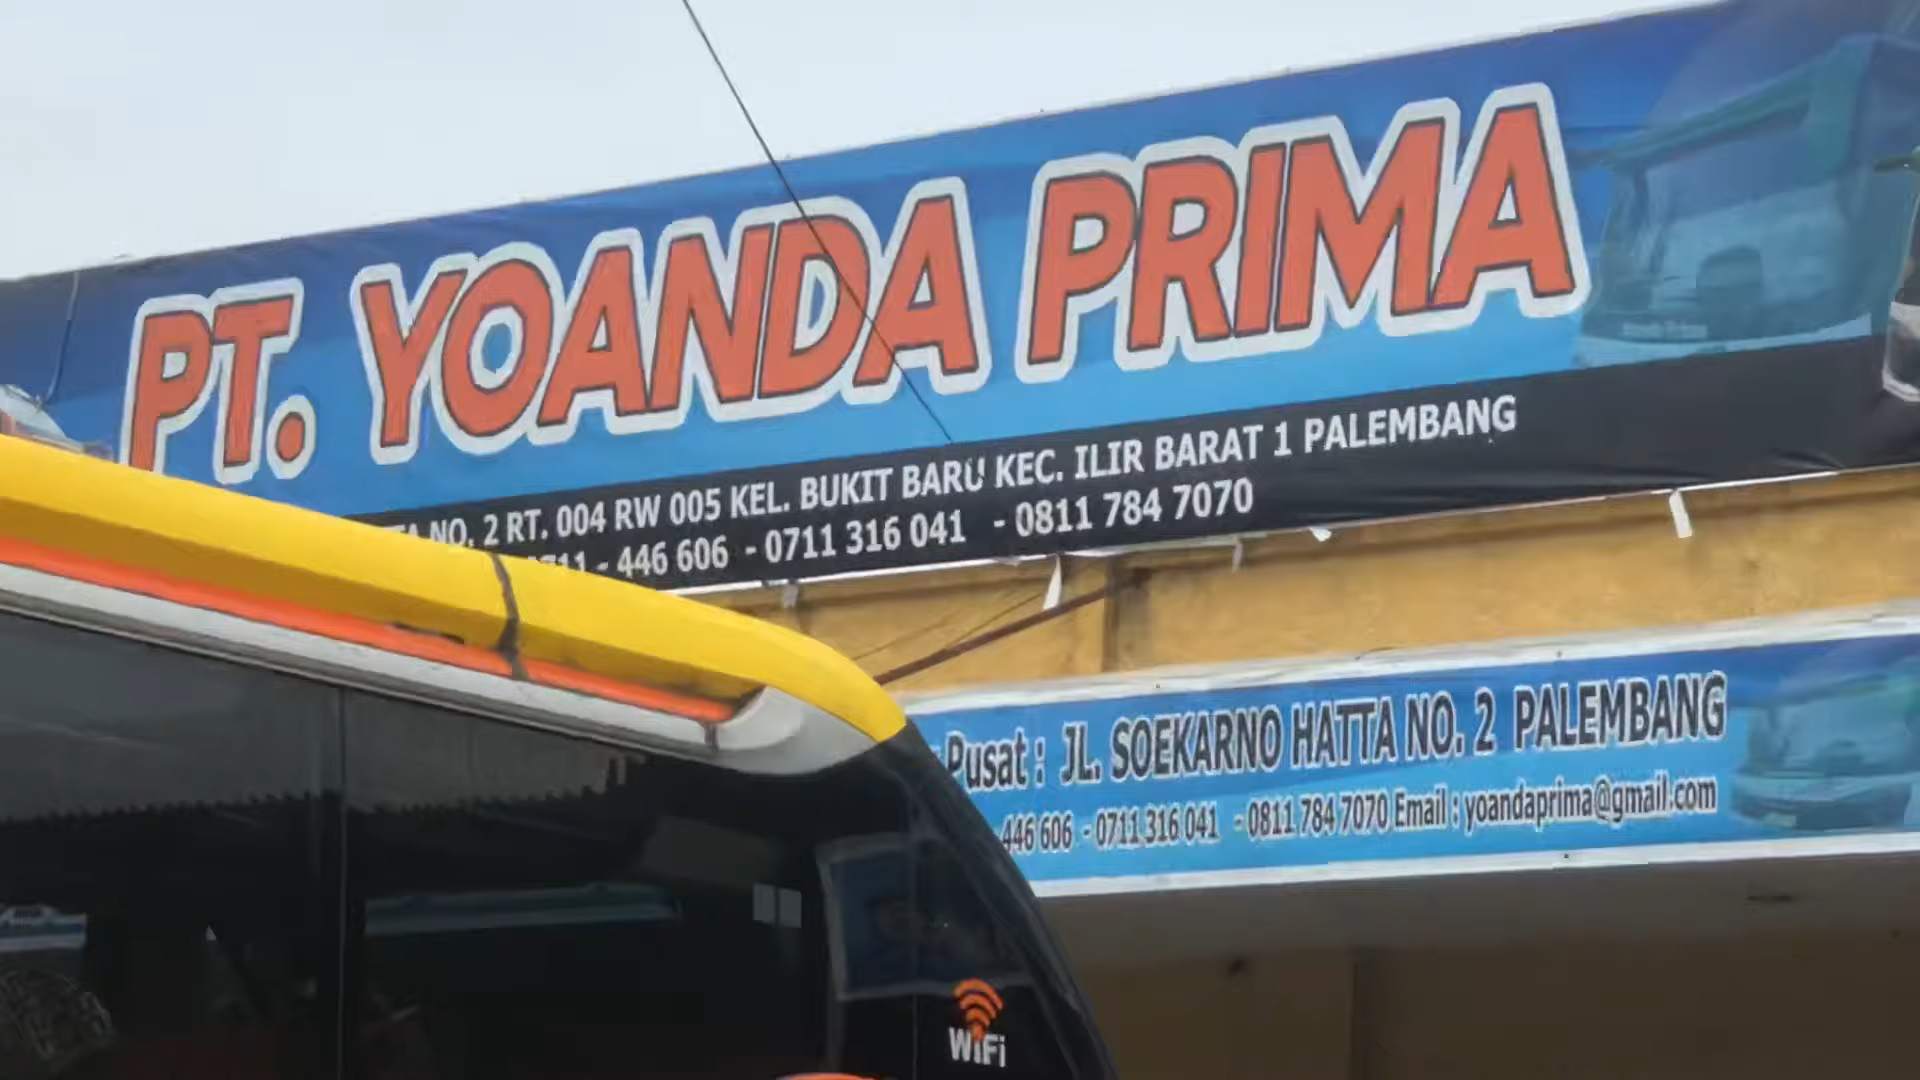 PT. YOANDA PRIMA
NO. 2 RT. 004 RW 005 KEL. BUKIT BARU KEC. ILIR BARAT 1 PALEMBANG
- 446 606 - 0711 316 041 - 0811 784 7070
Pusat : JL. SOEKARNO HATTA NO. 2 PALEMBANG
446 606 - 0711 316 041 - 0811 784 7070 Email : yoandaprima@gmail.com
WiFi